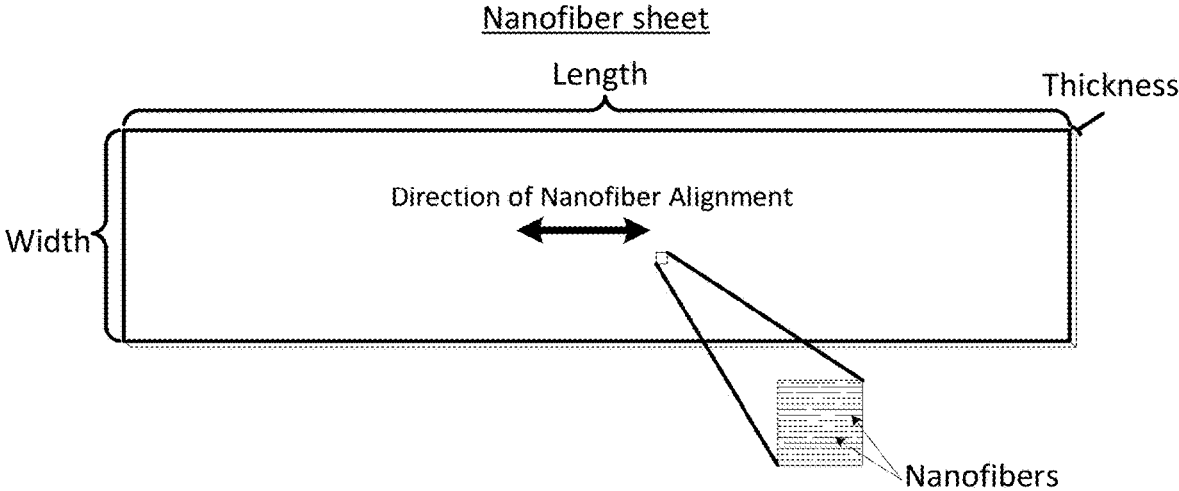 Nanofiber sheet
Length
Thickness
Direction of Nanofiber Alignment
Width
Nanofibers